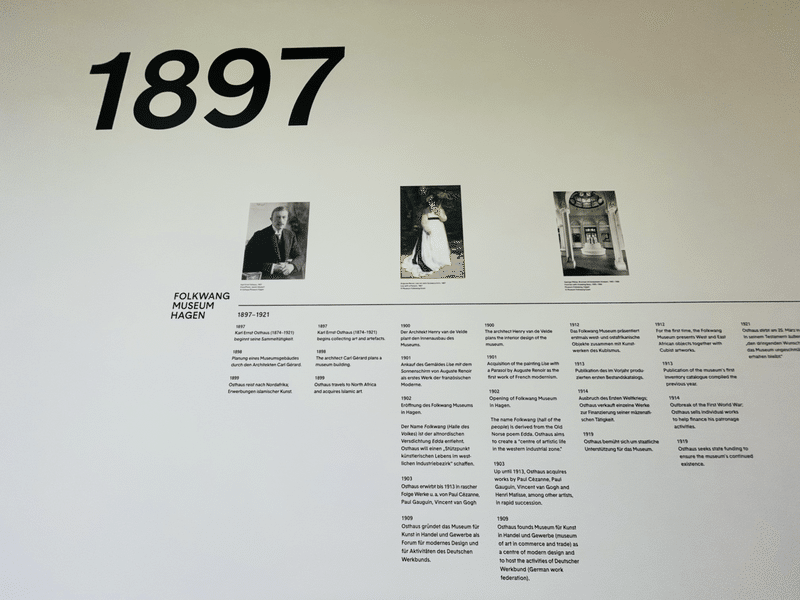 1897
FOLKWANG
MUSEUM
HAGEN
1897–1921
1897
Karl Ernst Osthaus (1874–1921)
beginnt seine Sammeltätigkeit.
1898
Planung eines Museumsgebäudes
durch den Architekten Carl Gérard.
1899
Osthaus reist nach Nordafrika,
Erwerbungen islamischer Kunst.
1897
Karl Ernst Osthaus (1874–1921)
begins collecting art and artefacts.
1898
The architect Carl Gérard plans a
museum building.
1899
Osthaus travels to North Africa
and acquires Islamic art.
1900
Der Architekt Henry van de Velde
plant den Innenausbau des
Museums.
1901
Ankauf des Gemäldes Lise mit dem
Sonnenschirm von Auguste Renoir
als erstes Werk der französischen
Moderne.
1902
Eröffnung des Folkwang Museums
in Hagen.
Der Name Folkwang (Halle des
Volkes) ist der altnordischen
Versdichtung Edda entlehnt.
Osthaus will einen „Stützpunkt
künstlerischen Lebens im west-
lichen Industriebezirk“ schaffen.
1903
Osthaus erwirbt bis 1913 in rascher
Folge Werke u. a. von Paul Cézanne,
Paul Gauguin, Vincent van Gogh
1909
Osthaus gründet das Museum für
Kunst in Handel und Gewerbe als
Forum für modernes Design und
für Aktivitäten des Deutschen
Werkbunds.
1900
The architect Henry van de Velde
plans the interior design of the
museum.
1901
Acquisition of the painting Lise with
a Parasol by Auguste Renoir as the
first work of French modernism.
1902
Opening of Folkwang Museum
in Hagen.
The name Folkwang (hall of the
people) is derived from the Old
Norse poem Edda. Osthaus aims
to create a “centre of artistic life
in the western industrial zone.”
1903
Up until 1913, Osthaus acquires
works by Paul Cézanne, Paul
Gauguin, Vincent van Gogh and
Henri Matisse, among other artists,
in rapid succession.
1909
Osthaus founds Museum für Kunst
in Handel und Gewerbe (museum
of art in commerce and trade) as
a centre of modern design and
to host the activities of Deutscher
Werkbund (German work
federation).
1912
Das Folkwang Museum präsentiert
erstmals west- und ostafrikanische
Objekte zusammen mit Kunst-
werken des Kubismus.
1913
Publikation des im Vorjahr produ-
zierten ersten Bestandskatalogs.
1914
Ausbruch des Ersten Weltkriegs;
Osthaus verkauft einzelne Werke
zur Finanzierung seiner mäzenati-
schen Tätigkeit.
1919
Osthaus bemüht sich um staatliche
Unterstützung für das Museum.
1912
For the first time, the Folkwang
Museum presents West and East
African objects together with
Cubist artworks.
1913
Publication of the museum's first
inventory catalogue compiled the
previous year.
1914
Outbreak of the First World War;
Osthaus sells individual works
to help finance his patronage
activities.
1919
Osthaus seeks state funding to
ensure the museum's continued
existence.
1921
Osthaus stirbt am 25. März
in seinem Testament
„den dringenden Wunsch
das Museum ungeschmäl
erhalten bleibt“